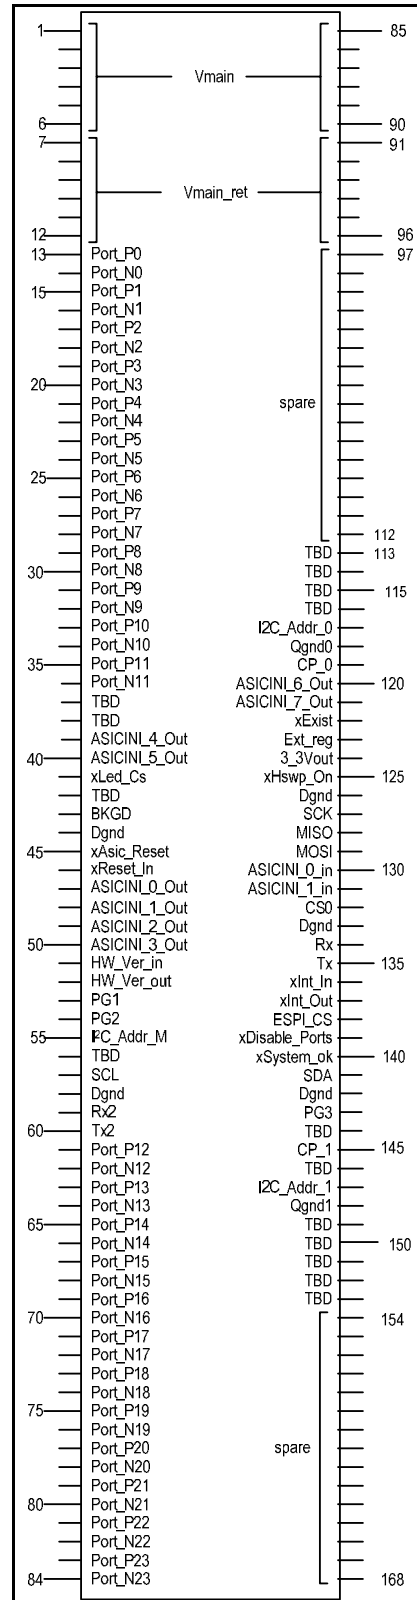 1 85
Vmain
6 90
7 91
Vmain_ret
12 96
13 Port_P0 97
Port_N0
15 Port_P1
Port_N1
Port_P2
Port_N2
Port_P3
20 Port_N3
Port_P4 spare
Port_N4
Port_P5
Port_N5
25 Port_P6
Port_N6
Port_P7
Port_N7 112
Port_P8 TBD 113
30 Port_N8 TBD
Port_P9 TBD 115
Port_N9 TBD
Port_P10 I2C_Addr_0
Port_N10 Qgnd0
35 Port_P11 CP_0
Port_N11 ASICINI_6_Out 120
TBD ASICINI_7_Out
TBD xExist
ASICINI_4_Out Ext_reg
40 ASICINI_5_Out 3_3Vout
xLed_Cs xHswp_On 125
TBD Dgnd
BKGD SCK
Dgnd MISO
45 xAsic_Reset MOSI
xReset_In ASICINI_0_in 130
ASICINI_0_Out ASICINI_1_in
ASICINI_1_Out CS0
ASICINI_2_Out Dgnd
50 ASICINI_3_Out Rx
HW_Ver_in Tx 135
HW_Ver_out xInt_In
PG1 xInt_Out
PG2 ESPI_CS
55 I²C_Addr_M xDisable_Ports
TBD xSystem_ok 140
SCL SDA
Dgnd Dgnd
Rx2 PG3
60 Tx2 TBD
Port_P12 CP_1 145
Port_N12 TBD
Port_P13 I2C_Addr_1
Port_N13 Qgnd1
65 Port_P14 TBD
Port_N14 TBD 150
Port_P15 TBD
Port_N15 TBD
Port_P16 TBD
70 Port_N16 154
Port_P17
Port_N17
Port_P18
Port_N18
75 Port_P19
Port_N19
Port_P20 spare
Port_N20
Port_P21
80 Port_N21
Port_P22
Port_N22
Port_P23
84 Port_N23 168